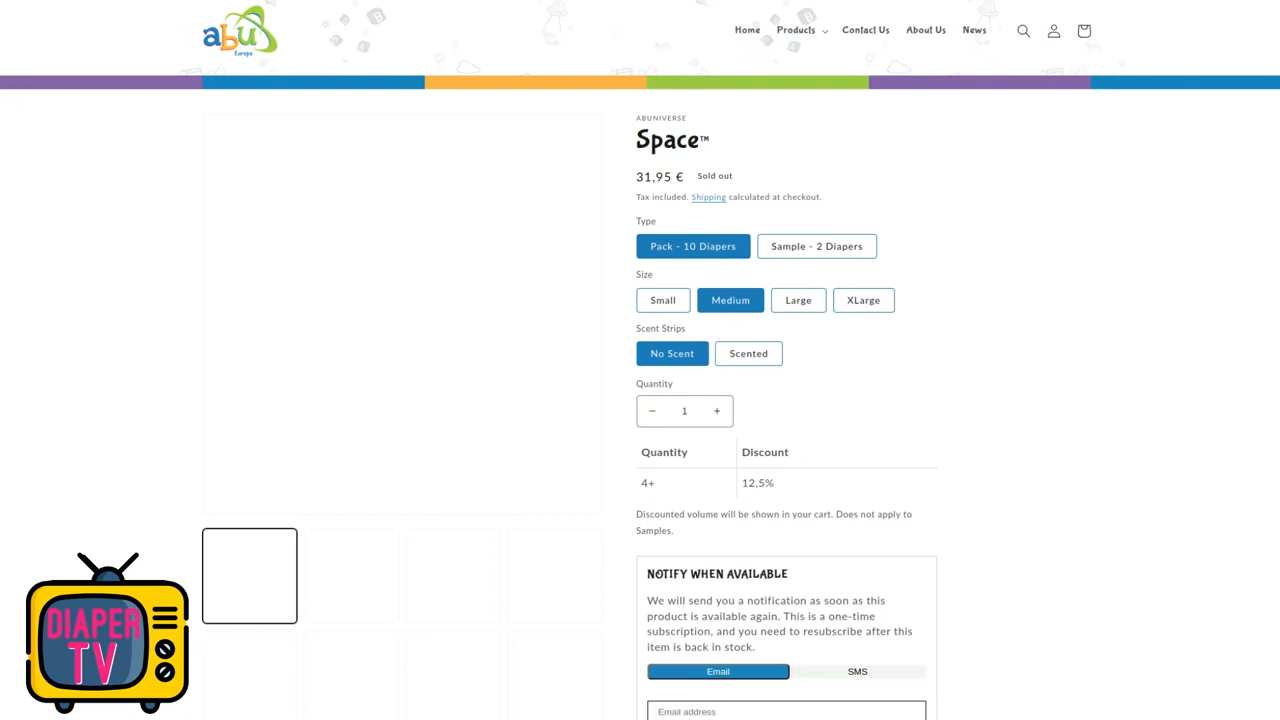 abu
Europe
Home Products Contact Us About Us News
ABUNIVERSE
Space™
31,95 € Sold out
Tax included. Shipping calculated at checkout.
Type
Pack - 10 Diapers Sample - 2 Diapers
Size
Small Medium Large XLarge
Scent Strips
No Scent Scented
Quantity
− 1 +
Quantity Discount
4+ 12,5%
Discounted volume will be shown in your cart. Does not apply to
Samples.
NOTIFY WHEN AVAILABLE
We will send you a notification as soon as this
product is available again. This is a one-time
subscription, and you need to resubscribe after this
item is back in stock.
Email SMS
Email address
DIAPER
TV